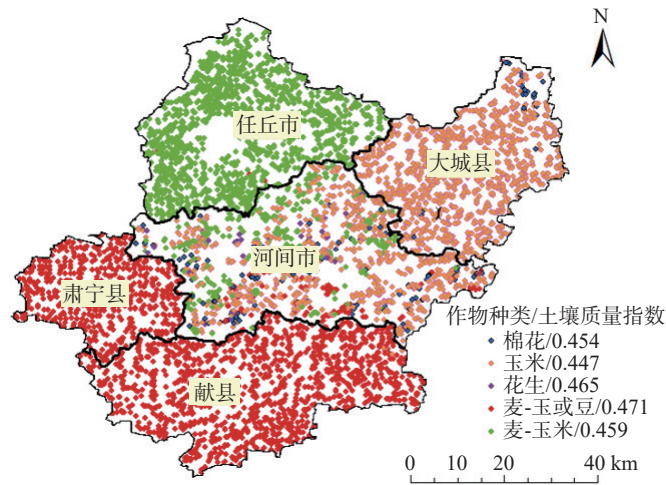 N
任丘市
大城县
河间市
肃宁县
献县
作物种类/土壤质量指数
棉花/0.454
玉米/0.447
花生/0.465
麦-玉或豆/0.471
麦-玉米/0.459
0 10 20 40 km